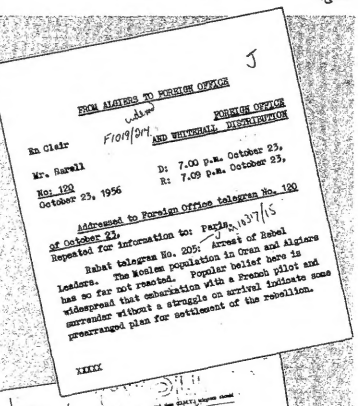 J
FROM ALGIERS TO FOREIGN OFFICE
F1019/214.
FOREIGN OFFICE
AND WHITEHALL DISTRIBUTION
En Clair
Mr. Sarell
No: 120
October 23, 1956
D: 7.00 p.m. October 23,
R: 7.09 p.m. October 23,
Addressed to Foreign Office telegram No. 120
of October 23,
Repeated for information to: Paris.
Rabat telegram No. 205: Arrest of Rebel
Leaders. The Moslem population in Oran and Algiers
has so far not reacted. Popular belief here is
widespread that embarkation with a French pilot and
surrender without a struggle on arrival indicate some
prearranged plan for settlement of the rebellion.
XXXXX